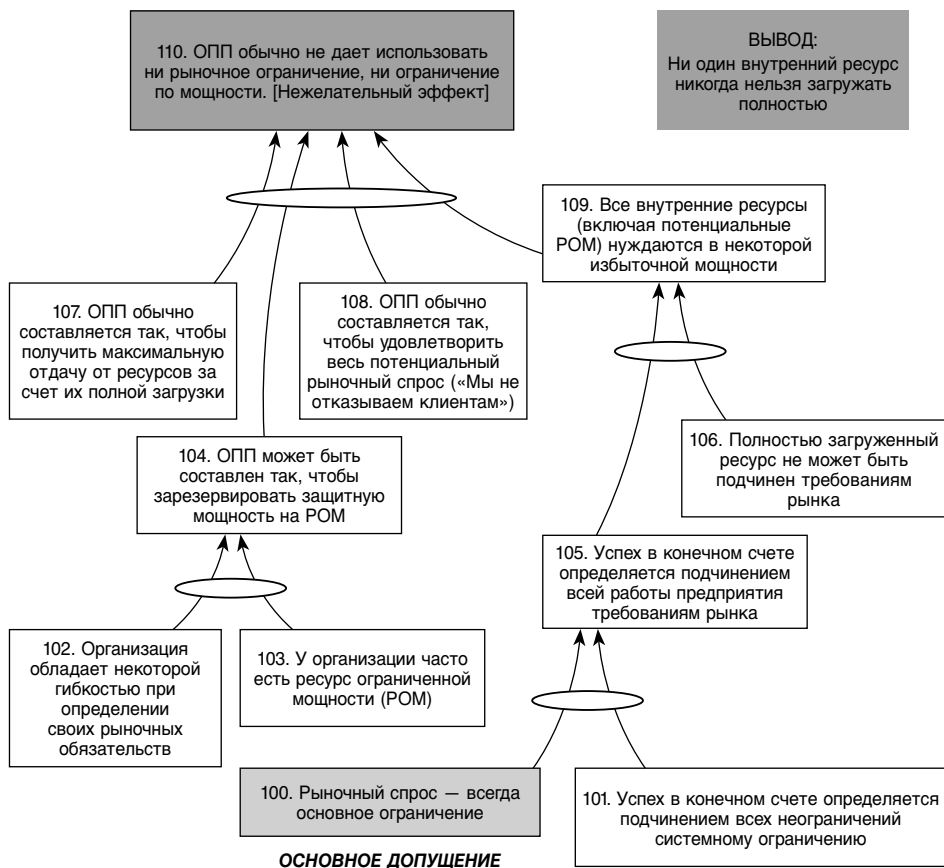 110. ОПП обычно не дает использовать
ни рыночное ограничение, ни ограничение
по мощности. [Нежелательный эффект]
ВЫВОД:
Ни один внутренний ресурс
никогда нельзя загружать
полностью
109. Все внутренние ресурсы
(включая потенциальные
РОМ) нуждаются в некоторой
избыточной мощности
107. ОПП обычно
составляется так, чтобы
получить максимальную
отдачу от ресурсов за
счет их полной загрузки
108. ОПП обычно
составляется так,
чтобы удовлетворить
весь потенциальный
рыночный спрос («Мы не
отказываем клиентам»)
106. Полностью загруженный
ресурс не может быть
подчинен требованиям
рынка
104. ОПП может быть
составлен так, чтобы
зарезервировать защитную
мощность на РОМ
105. Успех в конечном счете
определяется подчинением
всей работы предприятия
требованиям рынка
102. Организация
обладает некоторой
гибкостью при
определении
своих рыночных
обязательств
103. У организации часто
есть ресурс ограниченной
мощности (РОМ)
100. Рыночный спрос — всегда
основное ограничение
101. Успех в конечном счете определяется
подчинением всех неограничений
системному ограничению
ОСНОВНОЕ ДОПУЩЕНИЕ